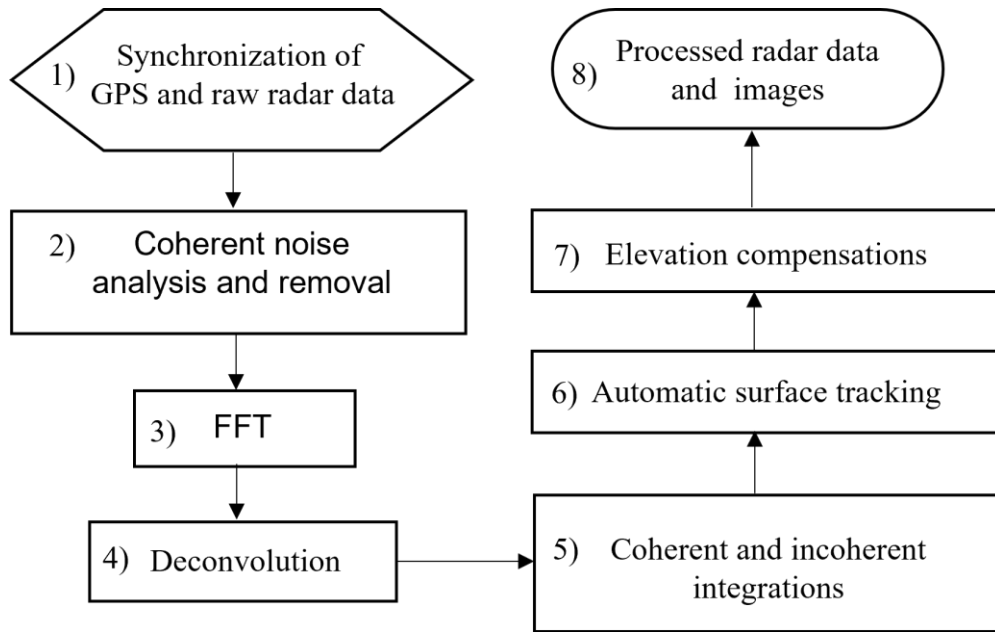 1) Synchronization of
GPS and raw radar data
2) Coherent noise
analysis and removal
3) FFT
4) Deconvolution
5) Coherent and incoherent
integrations
6) Automatic surface tracking
7) Elevation compensations
8) Processed radar data
and images